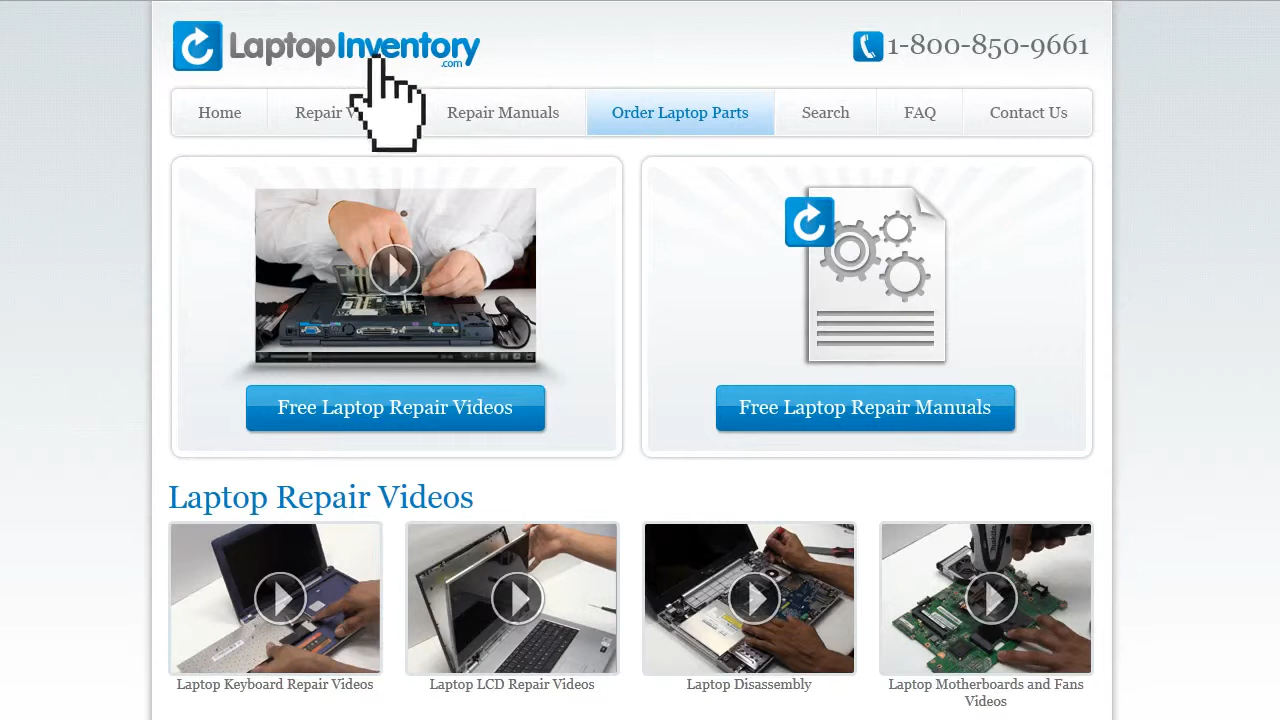 LaptopInventory
.com
1-800-850-9661
Home
Repair V
Repair Manuals
Order Laptop Parts
Search
FAQ
Contact Us
Free Laptop Repair Videos
Free Laptop Repair Manuals
Laptop Repair Videos
Laptop Keyboard Repair Videos
Laptop LCD Repair Videos
Laptop Disassembly
Laptop Motherboards and Fans
Videos